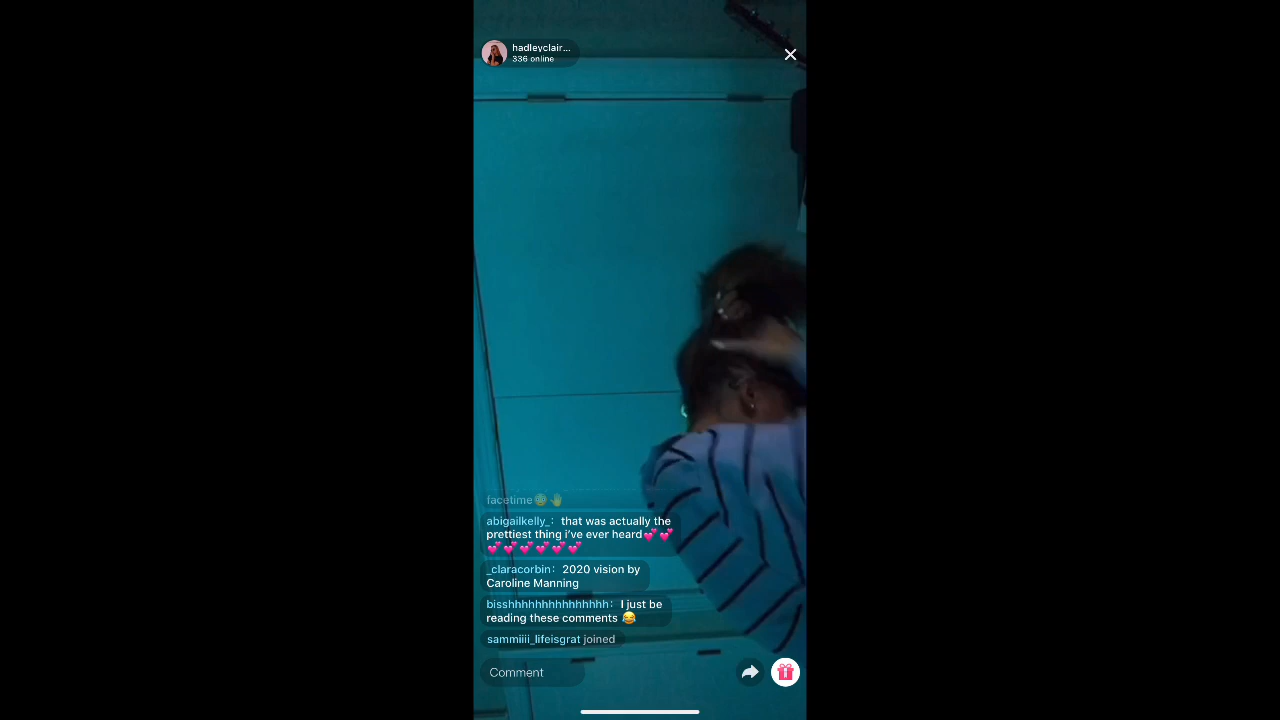 hadleyclair...
336 online
facetime😳🤚
abigailkelly_: that was actually the
prettiest thing i've ever heard💕💕
💕💕💕💕💕💕
_claracorbin: 2020 vision by
Caroline Manning
bisshhhhhhhhhhhhhhh: I just be
reading these comments 😂
sammiiii_lifeisgrat joined
Comment